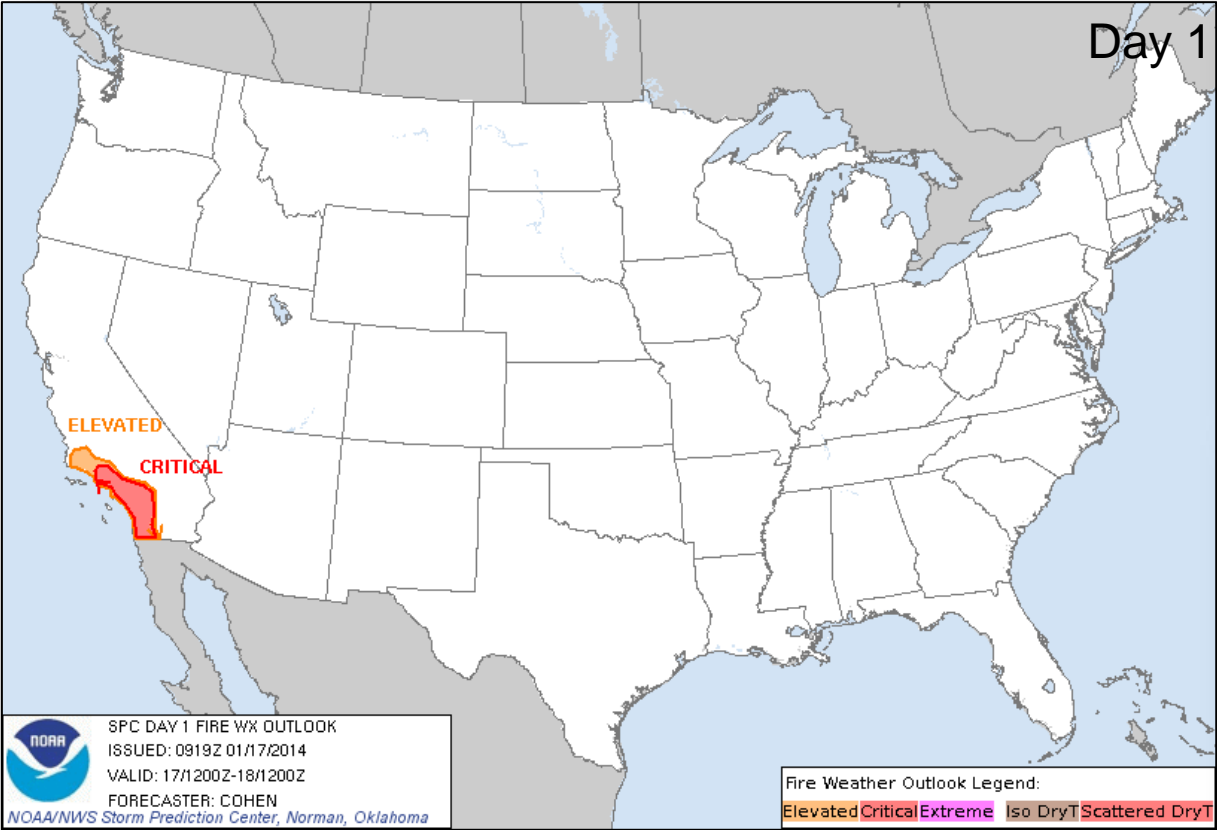 Day 1
ELEVATED
CRITICAL
NOAA
SPC DAY 1 FIRE WX OUTLOOK
ISSUED: 0919Z 01/17/2014
VALID: 17/1200Z-18/1200Z
FORECASTER: COHEN
NOAA/NWS Storm Prediction Center, Norman, Oklahoma
Fire Weather Outlook Legend:
Elevated Critical Extreme Iso DryT Scattered DryT